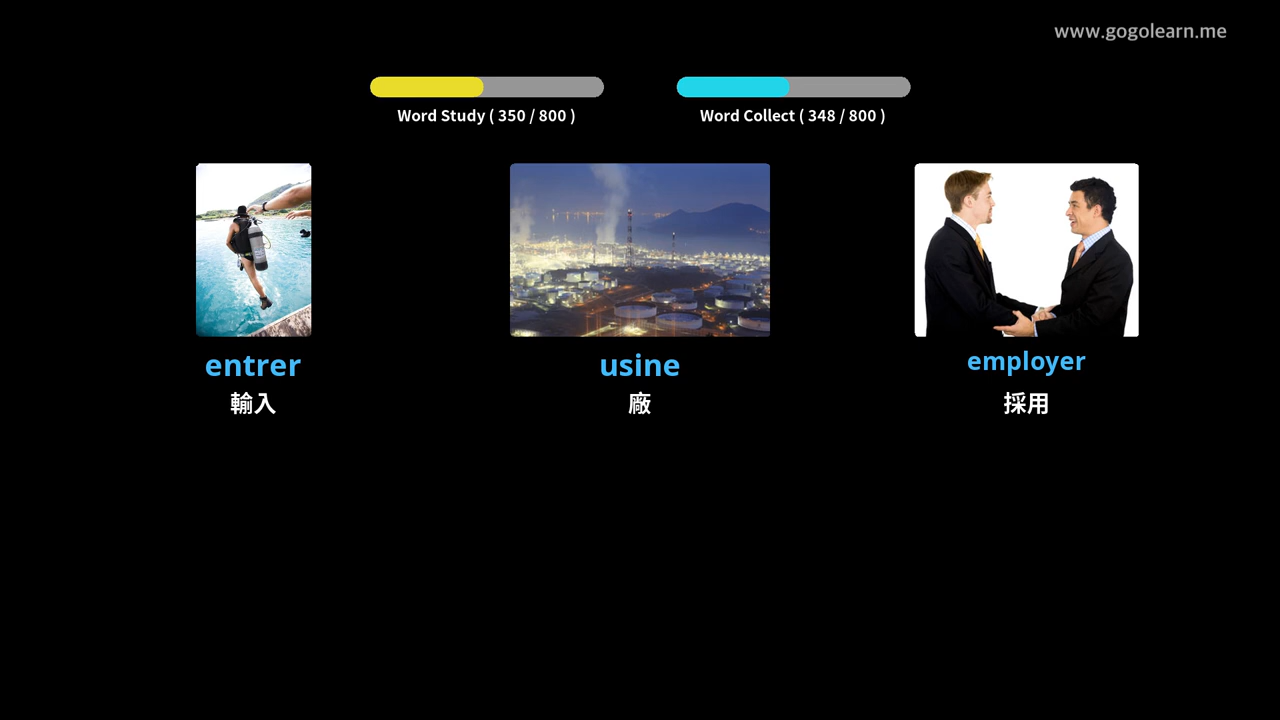 www.gogolearn.me
Word Study ( 350 / 800 )
Word Collect ( 348 / 800 )
entrer
usine
employer
輸入
廠
採用